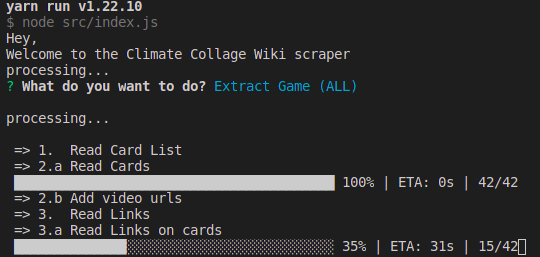 yarn run v1.22.10
$ node src/index.js
Hey,
Welcome to the Climate Collage Wiki scraper
processing...
? What do you want to do? Extract Game (ALL)
processing...
=> 1.  Read Card List
=> 2.a Read Cards
100% | ETA: 0s | 42/42
=> 2.b Add video urls
=> 3.  Read Links
=> 3.a Read Links on cards
35% | ETA: 31s | 15/42